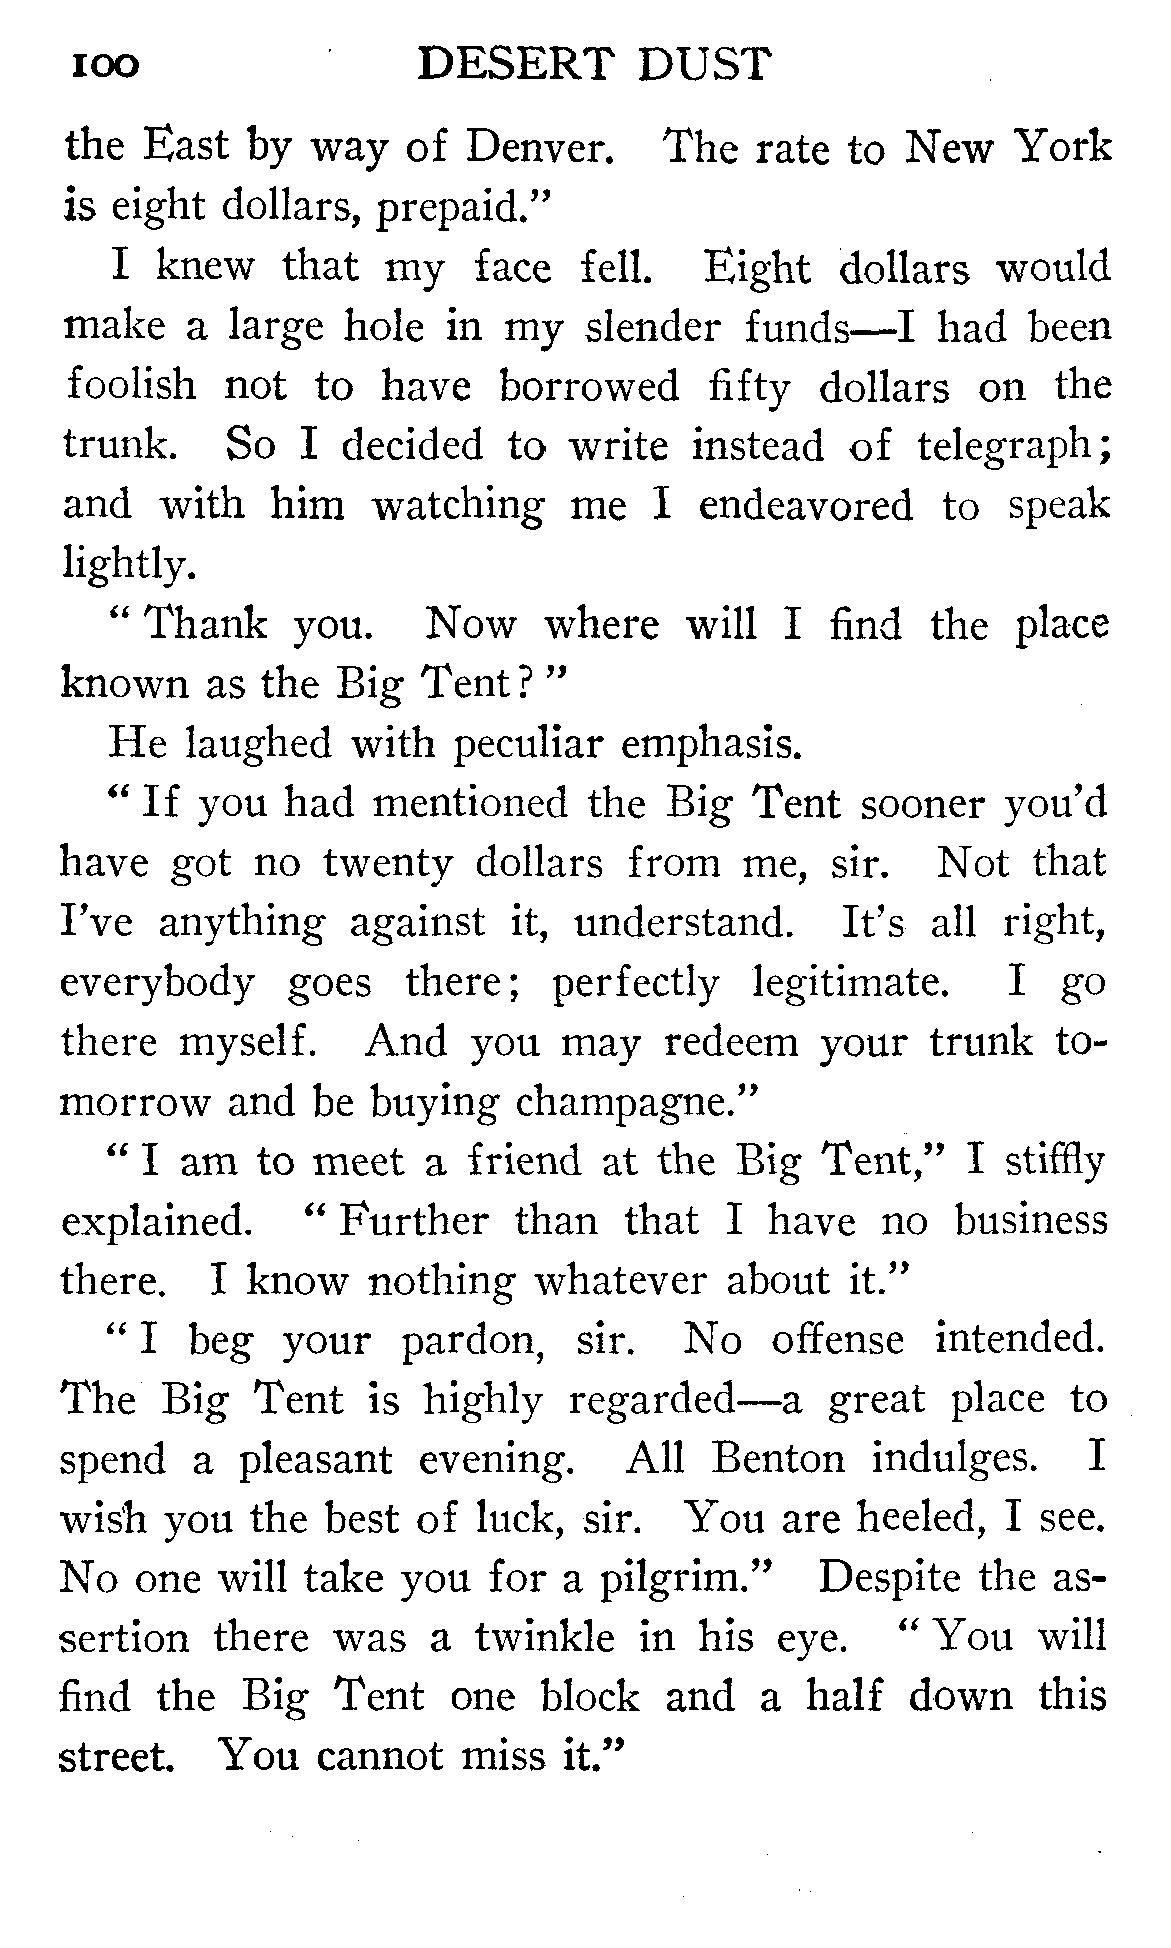 100 DESERT DUST
the East by way of Denver. The rate to New York
is eight dollars, prepaid.”
I knew that my face fell. Eight dollars would
make a large hole in my slender funds—I had been
foolish not to have borrowed fifty dollars on the
trunk. So I decided to write instead of telegraph;
and with him watching me I endeavored to speak
lightly.
“ Thank you. Now where will I find the place
known as the Big Tent? ”
He laughed with peculiar emphasis.
“ If you had mentioned the Big Tent sooner you’d
have got no twenty dollars from me, sir. Not that
I’ve anything against it, understand. It’s all right,
everybody goes there; perfectly legitimate. I go
there myself. And you may redeem your trunk to-
morrow and be buying champagne.”
“ I am to meet a friend at the Big Tent,” I stiffly
explained. “ Further than that I have no business
there. I know nothing whatever about it.”
“ I beg your pardon, sir. No offense intended.
The Big Tent is highly regarded—a great place to
spend a pleasant evening. All Benton indulges. I
wish you the best of luck, sir. You are heeled, I see.
No one will take you for a pilgrim.” Despite the as-
sertion there was a twinkle in his eye. “ You will
find the Big Tent one block and a half down this
street. You cannot miss it.”